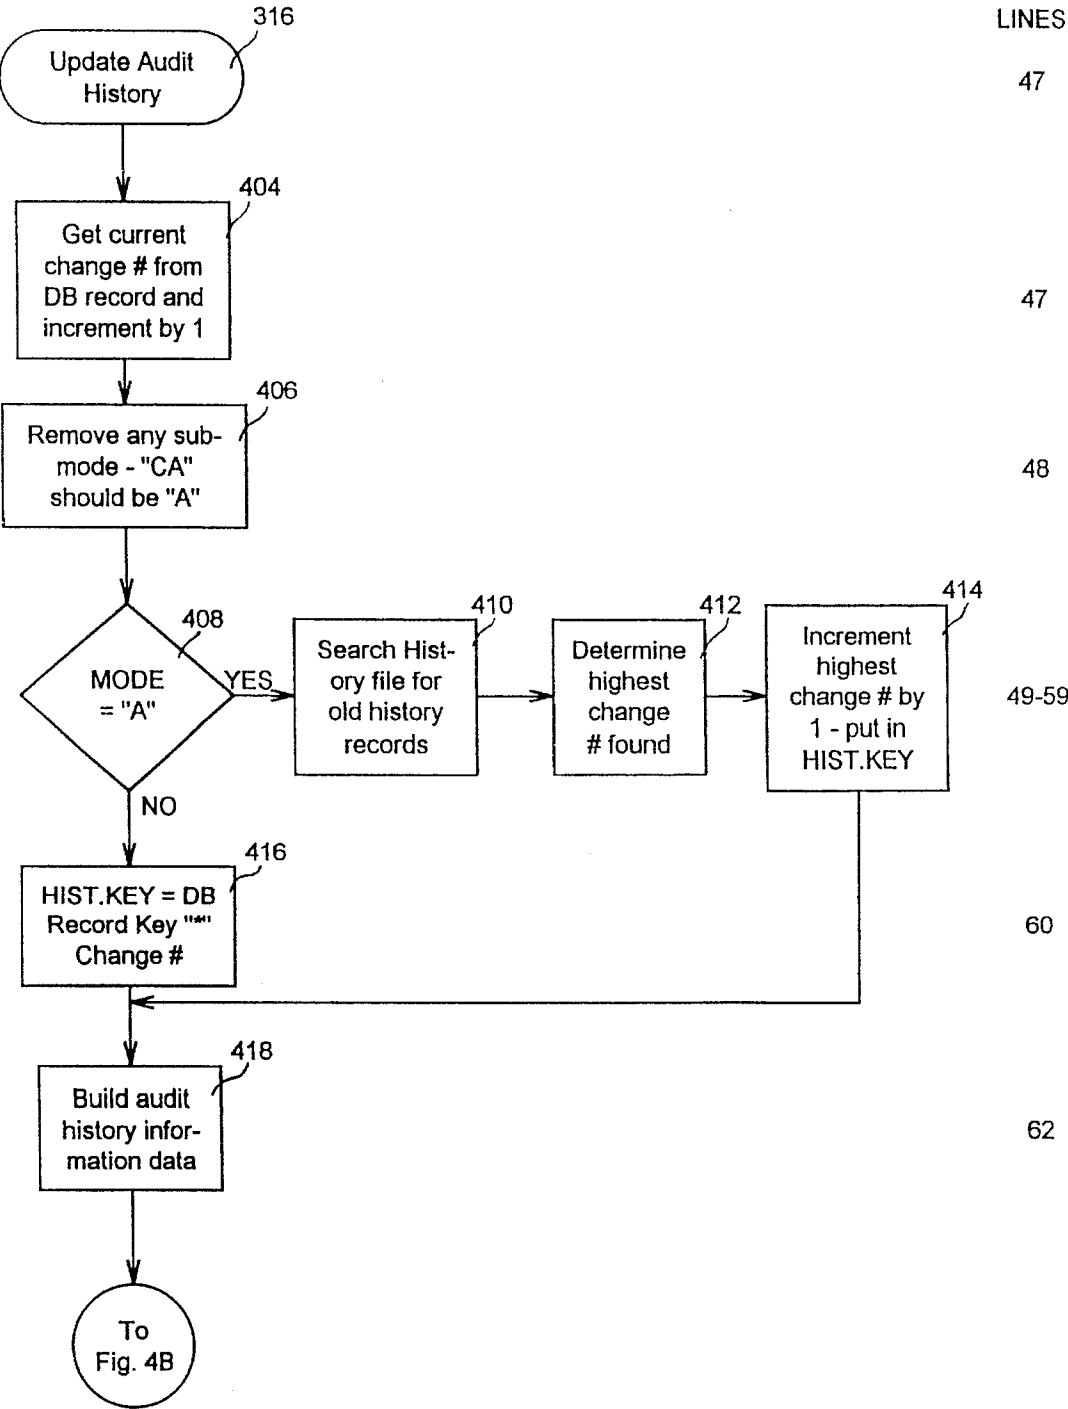 316
LINES
Update Audit
History
47
404
Get current
change # from
DB record and
increment by 1
47
406
Remove any sub-
mode - "CA"
should be "A"
48
408
MODE
= "A"
YES
NO
410
Search Hist-
ory file for
old history
records
412
Determine
highest
change
# found
414
Increment
highest
change # by
1 - put in
HIST.KEY
49-59
416
HIST.KEY = DB
Record Key "*"
Change #
60
418
Build audit
history infor-
mation data
62
To
Fig. 4B